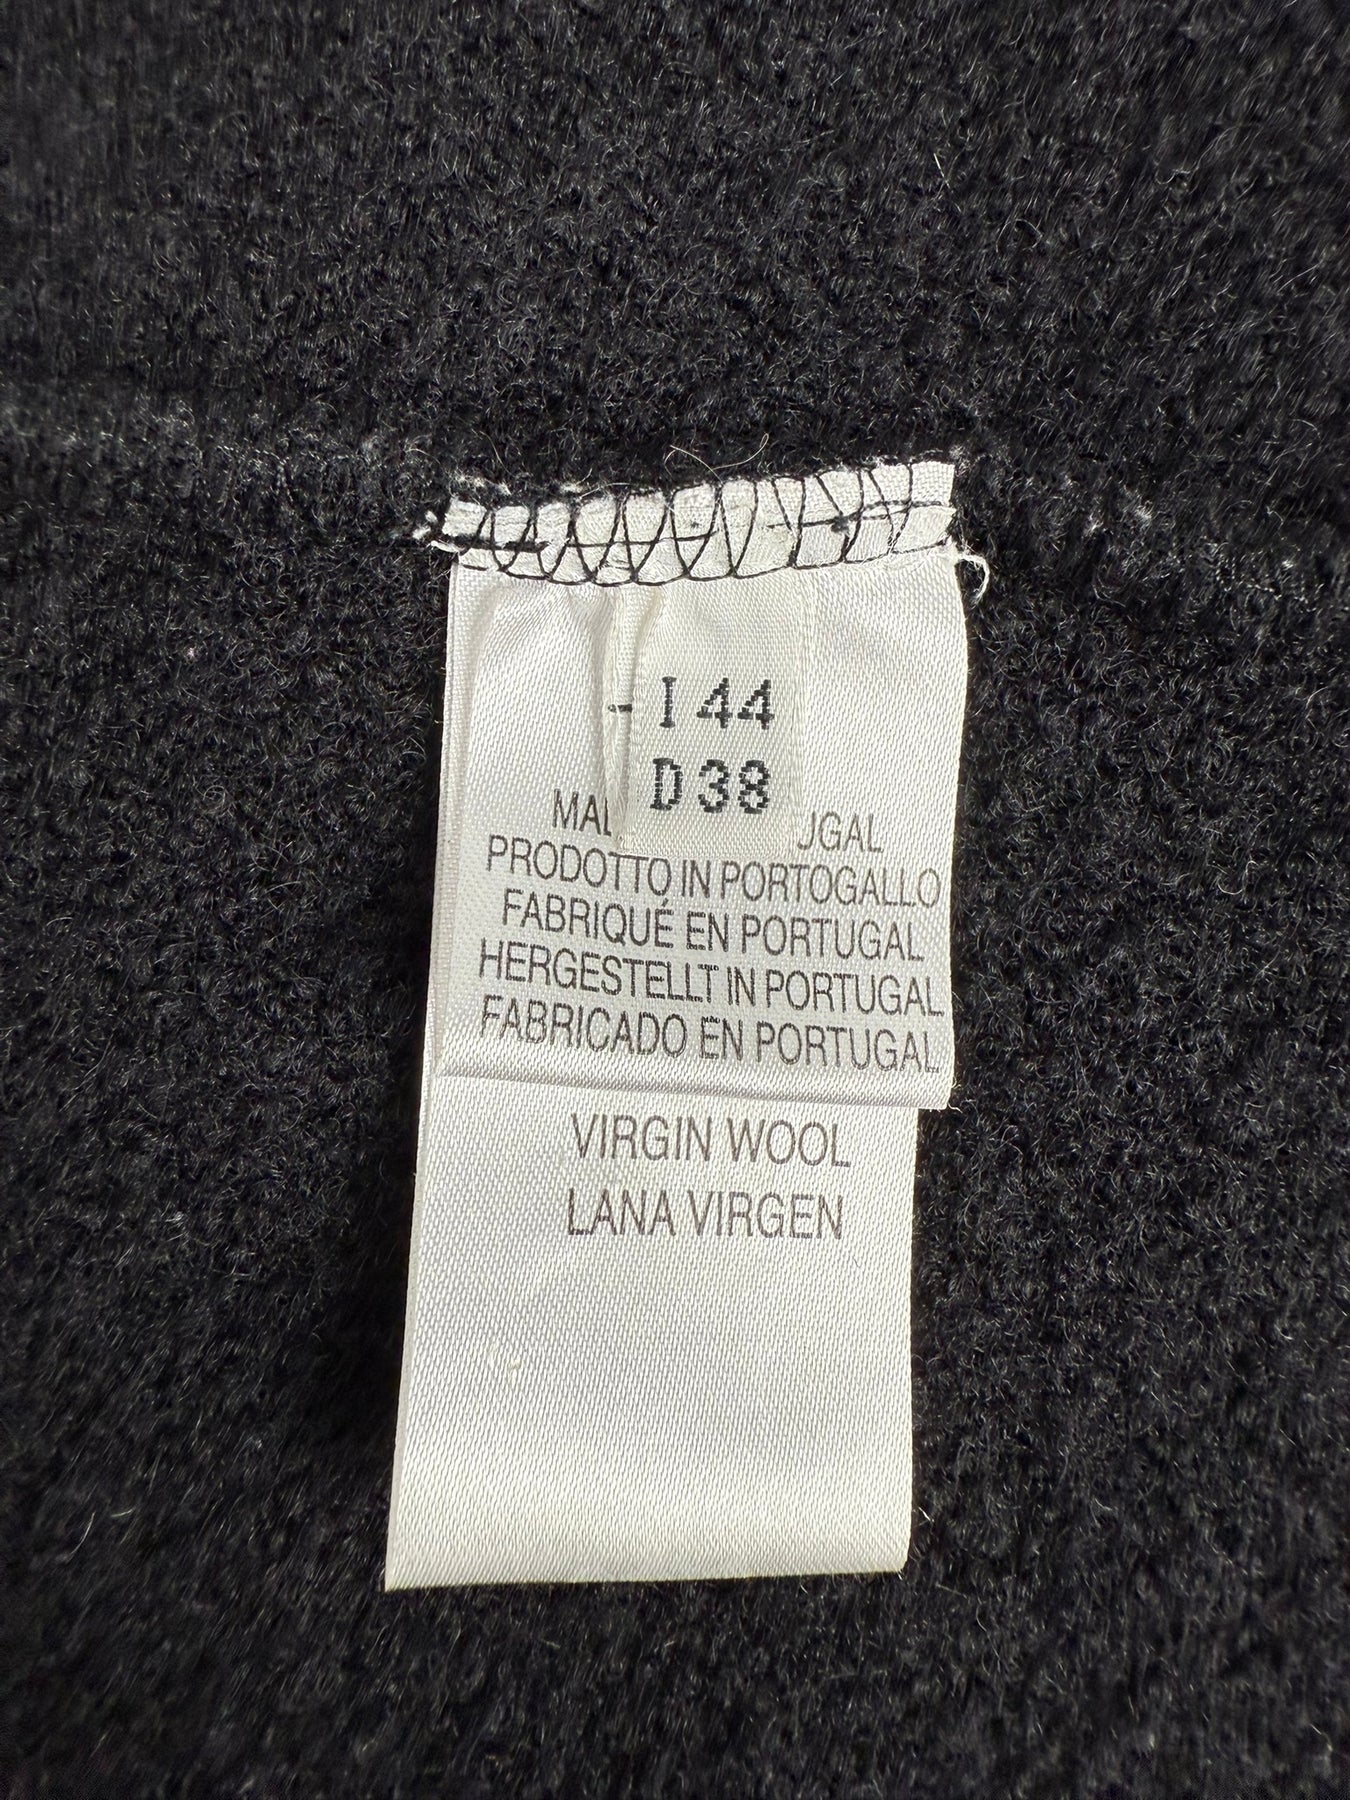 - I 44
D 38
PRODOTTO IN PORTOGALLO
FABRIQUÉ EN PORTUGAL
HERGESTELLT IN PORTUGAL
FABRICADO EN PORTUGAL
VIRGIN WOOL
LANA VIRGEN